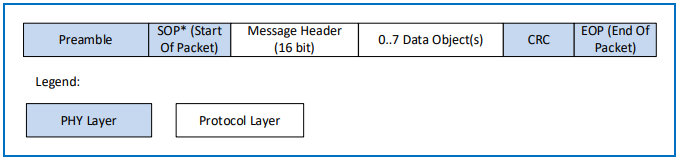 Preamble
SOP* (Start
Of Packet)
Message Header
(16 bit)
0..7 Data Object(s)
CRC
EOP (End Of
Packet)
Legend:
PHY Layer
Protocol Layer